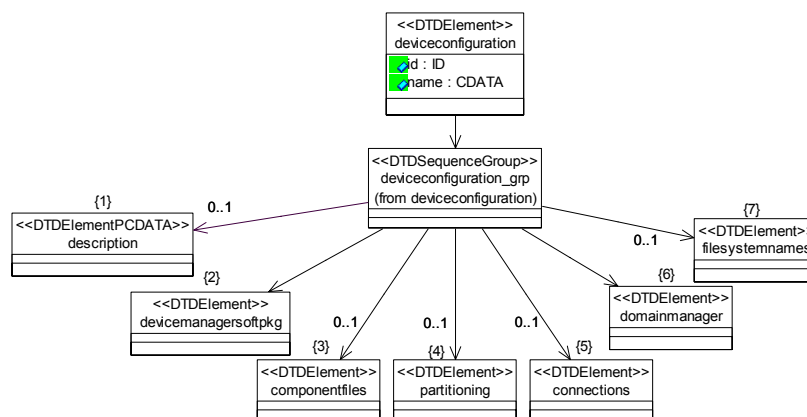 <<DTDElement>>
deviceconfiguration
id : ID
name : CDATA
<<DTDSequenceGroup>>
deviceconfiguration_grp
(from deviceconfiguration)
{1}
0..1
<<DTDElementPCDATA>>
description
{7}
0..1
<<DTDElement>>
filesystemnames
{2}
<<DTDElement>>
devicemanagersoftpkg
{6}
<<DTDElement>>
domainmanager
0..1
{3}
<<DTDElement>>
componentfiles
0..1
{4}
<<DTDElement>>
partitioning
0..1
{5}
<<DTDElement>>
connections